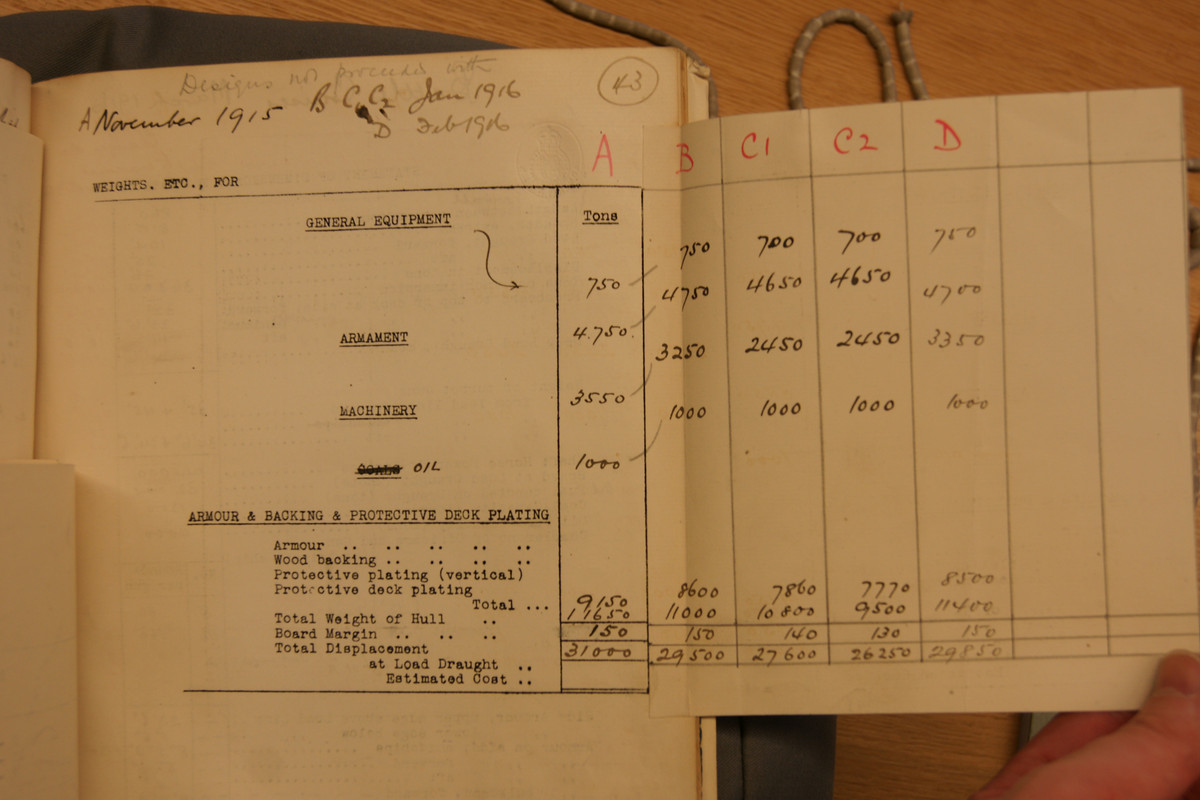 Designs not proceeded with
43
A November 1915 B C1 C2 Jan 1916
D Feb 1916
A B C1 C2 D
WEIGHTS. ETC., FOR
Tons
GENERAL EQUIPMENT
750 750 700 700 750
ARMAMENT
4.750. 4750 4650 4650 4700
MACHINERY
3550 3250 2450 2450 3350
COALS OIL
1000 1000 1000 1000 1000
ARMOUR & BACKING & PROTECTIVE DECK PLATING
Armour .. .. .. .. ..
Wood backing .. .. .. .. ..
Protective plating (vertical)
Protective deck plating
Total ... 9150 8600 7860 7770 8500
Total Weight of Hull .. 11650 11000 10800 9500 11400
Board Margin .. .. .. 150 150 140 130 150
Total Displacement
at Load Draught .. 31000 29500 27600 26250 29850
Estimated Cost ..